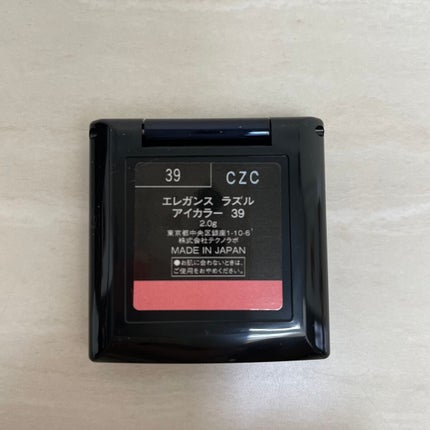 39 CZC
エレガンス ラズル
アイカラー 39
2.0g
東京都中央区銀座1-10-6
株式会社テクノラボ
MADE IN JAPAN
●お肌に合わないときは、
ご使用をおやめください。